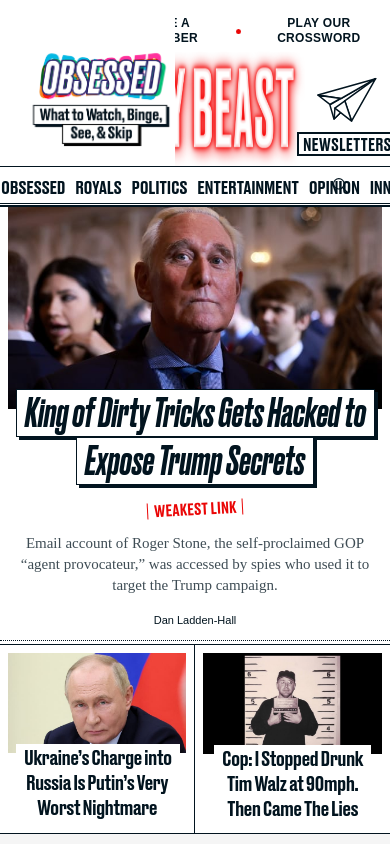 E A
BER
PLAY OUR
CROSSWORD
OBSESSED
What to Watch, Binge,
See, & Skip
Y BEAST
NEWSLETTERS
OBSESSED ROYALS POLITICS ENTERTAINMENT OPINION INN
King of Dirty Tricks Gets Hacked to
Expose Trump Secrets
WEAKEST LINK
Email account of Roger Stone, the self-proclaimed GOP
“agent provocateur,” was accessed by spies who used it to
target the Trump campaign.
Dan Ladden-Hall
Ukraine’s Charge into
Russia Is Putin’s Very
Worst Nightmare
Cop: I Stopped Drunk
Tim Walz at 90mph.
Then Came The Lies